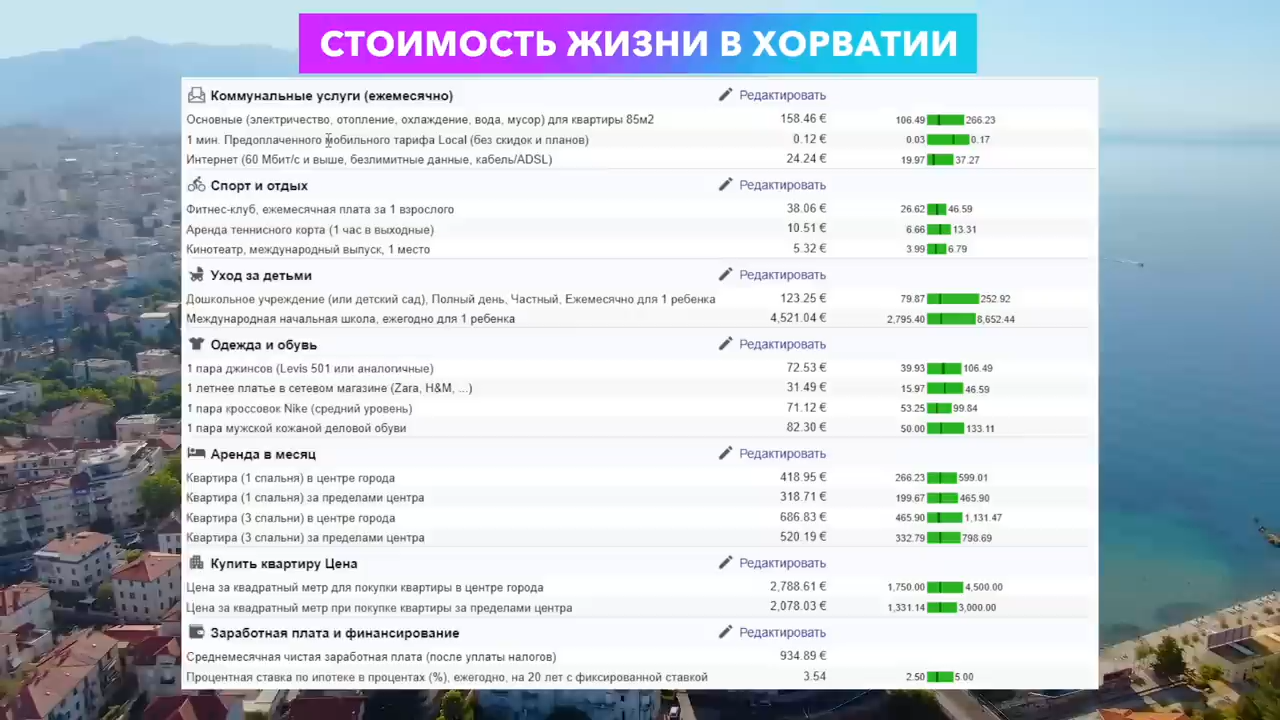 СТОИМОСТЬ ЖИЗНИ В ХОРВАТИИ
Коммунальные услуги (ежемесячно) Редактировать
Основные (электричество, отопление, охлаждение, вода, мусор) для квартиры 85м2 158.46 € 106.49 266.23
1 мин. Предоплаченного мобильного тарифа Local (без скидок и планов) 0.12 € 0.03 0.17
Интернет (60 Мбит/с и выше, безлимитные данные, кабель/ADSL) 24.24 € 19.97 37.27
Спорт и отдых Редактировать
Фитнес-клуб, ежемесячная плата за 1 взрослого 38.06 € 26.62 46.59
Аренда теннисного корта (1 час в выходные) 10.51 € 6.66 13.31
Кинотеатр, международный выпуск, 1 место 5.32 € 3.99 6.79
Уход за детьми Редактировать
Дошкольное учреждение (или детский сад), Полный день, Частный, Ежемесячно для 1 ребенка 123.25 € 79.87 252.92
Международная начальная школа, ежегодно для 1 ребенка 4,521.04 € 2,795.40 8,652.44
Одежда и обувь Редактировать
1 пара джинсов (Levis 501 или аналогичные) 72.53 € 39.93 106.49
1 летнее платье в сетевом магазине (Zara, H&M, ...) 31.49 € 15.97 46.59
1 пара кроссовок Nike (средний уровень) 71.12 € 53.25 99.84
1 пара мужской кожаной деловой обуви 82.30 € 50.00 133.11
Аренда в месяц Редактировать
Квартира (1 спальня) в центре города 418.95 € 266.23 599.01
Квартира (1 спальня) за пределами центра 318.71 € 199.67 465.90
Квартира (3 спальни) в центре города 686.83 € 465.90 1,131.47
Квартира (3 спальни) за пределами центра 520.19 € 332.79 798.69
Купить квартиру Цена Редактировать
Цена за квадратный метр для покупки квартиры в центре города 2,788.61 € 1,750.00 4,500.00
Цена за квадратный метр при покупке квартиры за пределами центра 2,078.03 € 1,331.14 3,000.00
Заработная плата и финансирование Редактировать
Среднемесячная чистая заработная плата (после уплаты налогов) 934.89 €
Процентная ставка по ипотеке в процентах (%), ежегодно, на 20 лет с фиксированной ставкой 3.54 2.50 5.00